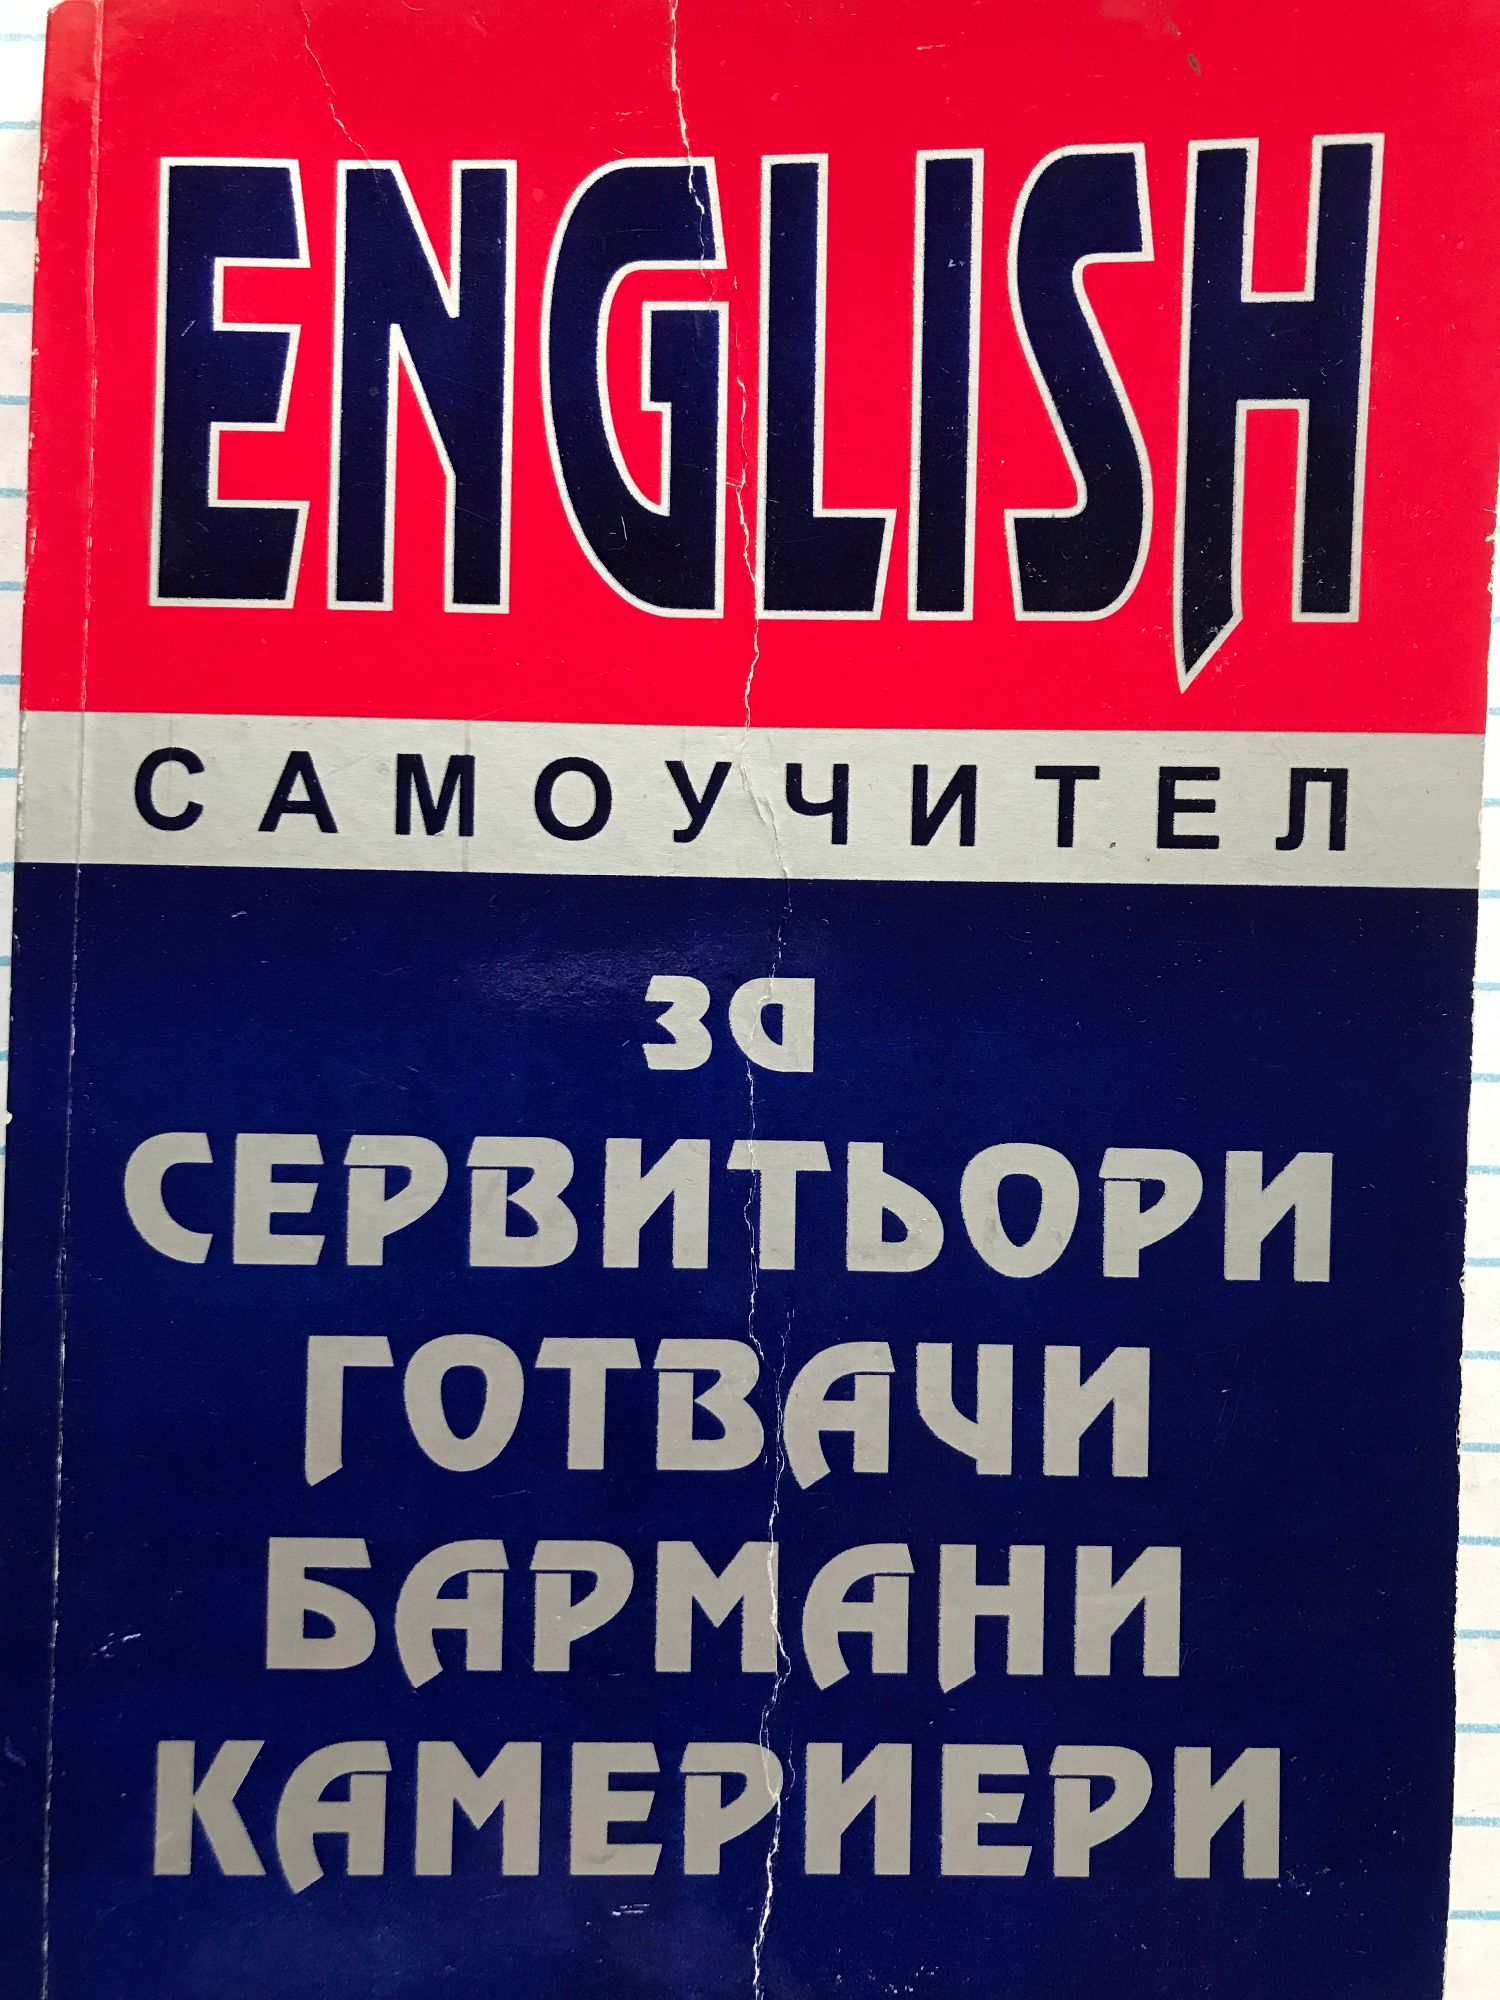 ENGLISH
САМОУЧИТЕЛ
за
СЕРВИТЬОРИ
ГОТВАЧИ
БАРМАНИ
КАМЕРИЕРИ